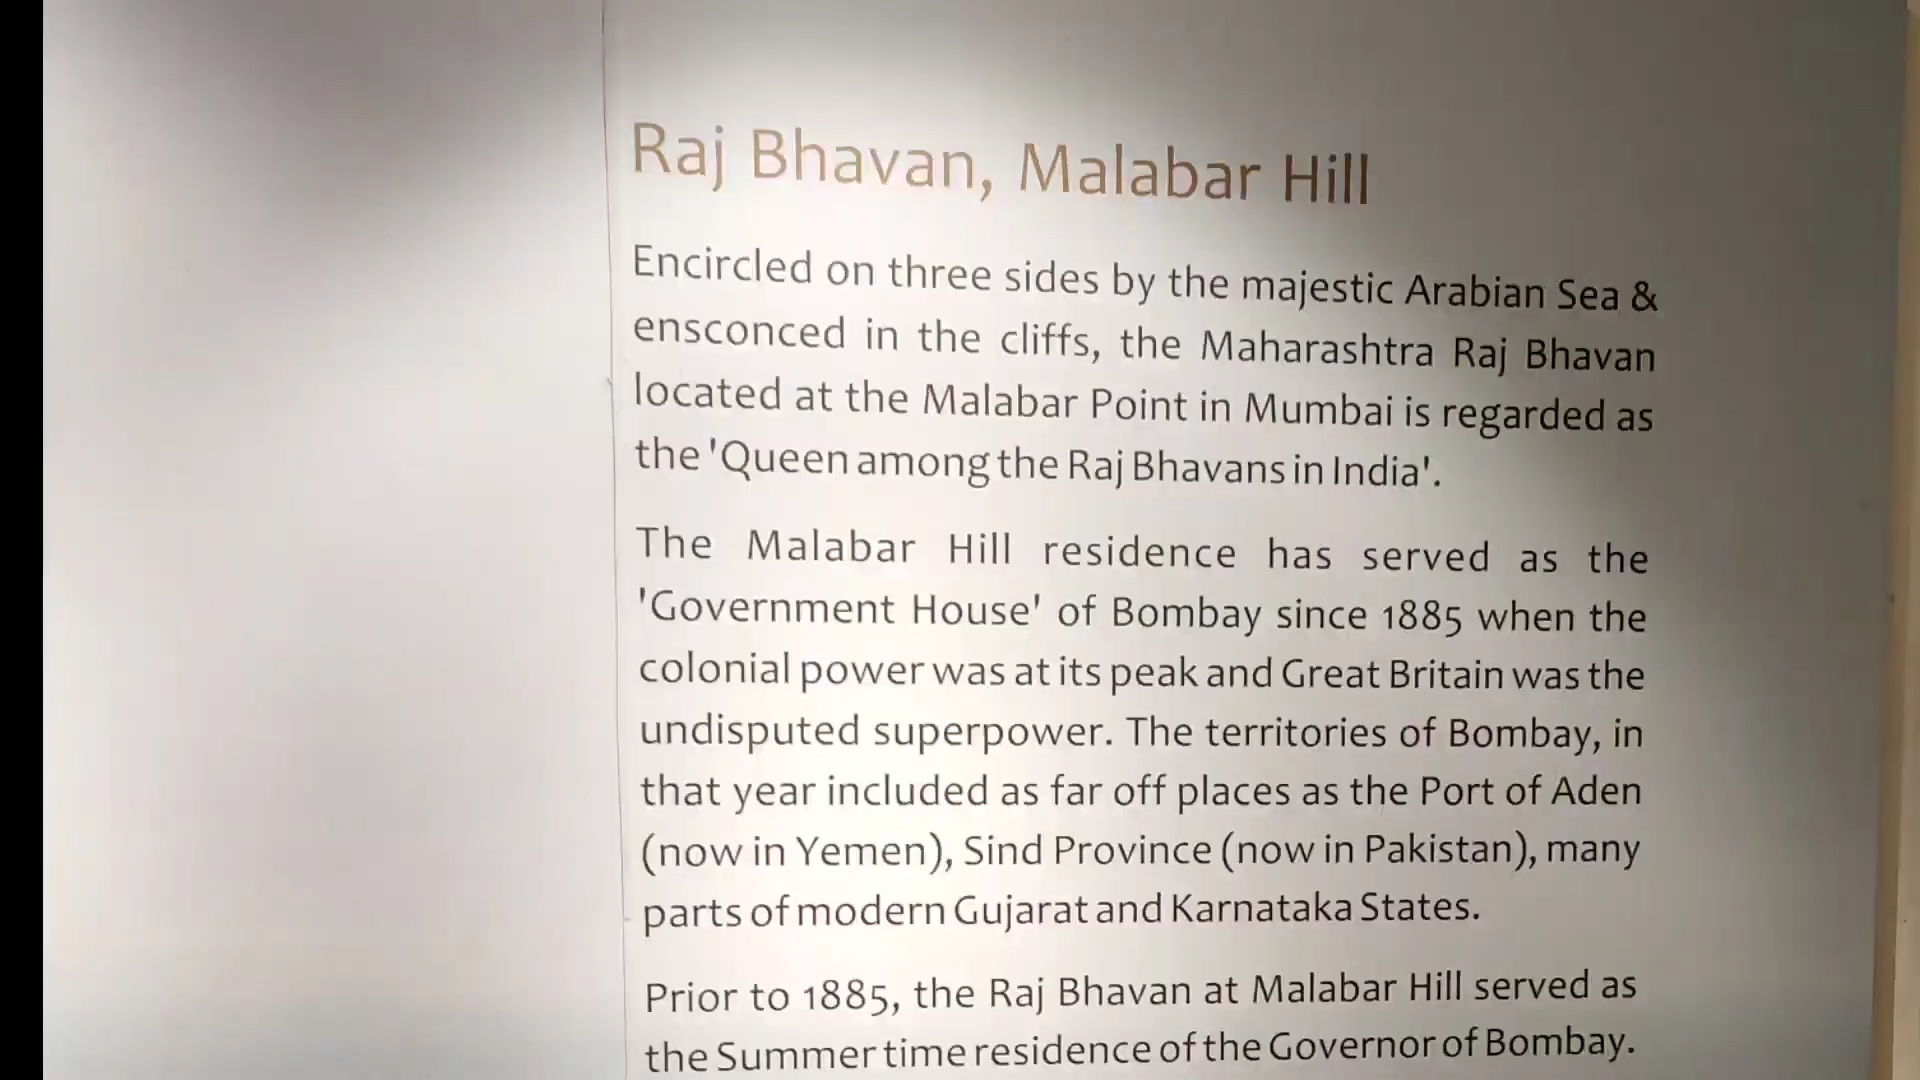 Raj Bhavan, Malabar Hill
Encircled on three sides by the majestic Arabian Sea &
ensconced in the cliffs, the Maharashtra Raj Bhavan
located at the Malabar Point in Mumbai is regarded as
the 'Queen among the Raj Bhavans in India'.
The Malabar Hill residence has served as the
'Government House' of Bombay since 1885 when the
colonial power was at its peak and Great Britain was the
undisputed superpower. The territories of Bombay, in
that year included as far off places as the Port of Aden
(now in Yemen), Sind Province (now in Pakistan), many
parts of modern Gujarat and Karnataka States.
Prior to 1885, the Raj Bhavan at Malabar Hill served as
the Summer time residence of the Governor of Bombay.